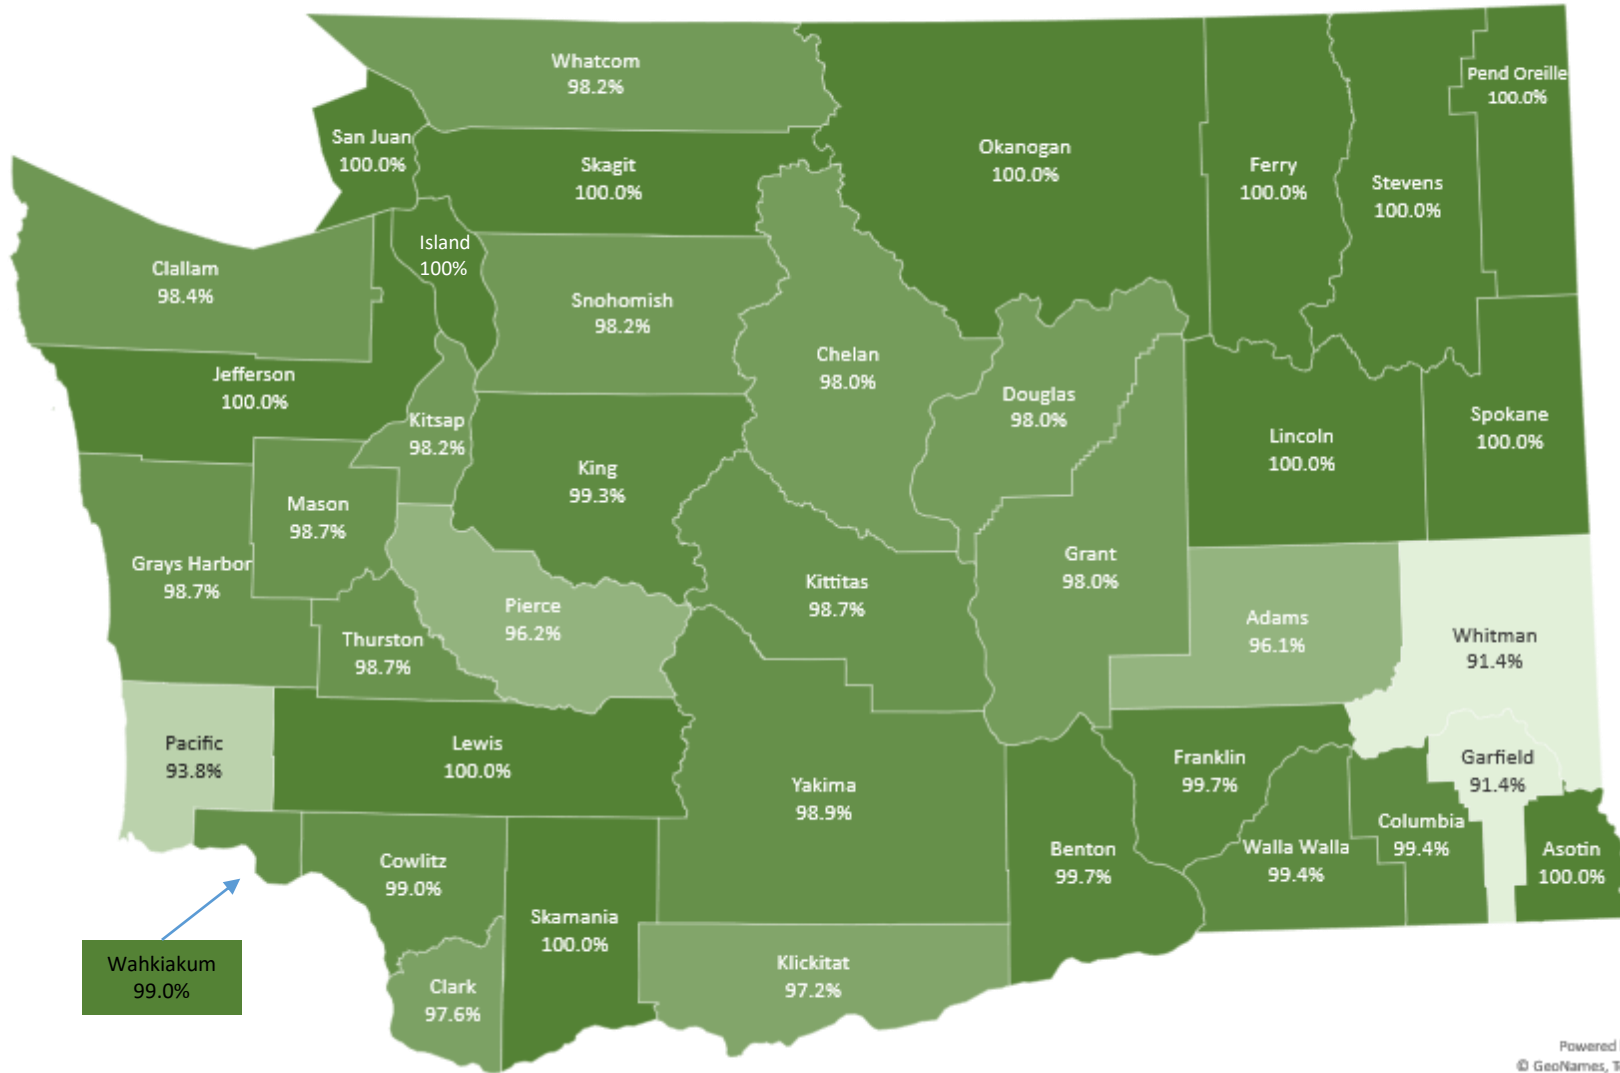 Whatcom
98.2%
San Juan
100.0%
Skagit
100.0%
Okanogan
100.0%
Ferry
100.0%
Stevens
100.0%
Pend Oreille
100.0%
Island
100%
Clallam
98.4%
Snohomish
98.2%
Chelan
98.0%
Jefferson
100.0%
Kitsap
98.2%
Douglas
98.0%
Lincoln
100.0%
Spokane
100.0%
King
99.3%
Mason
98.7%
Grays Harbor
98.7%
Kittitas
98.7%
Grant
98.0%
Pierce
96.2%
Thurston
98.7%
Adams
96.1%
Whitman
91.4%
Pacific
93.8%
Lewis
100.0%
Yakima
98.9%
Franklin
99.7%
Garfield
91.4%
Cowlitz
99.0%
Benton
99.7%
Walla Walla
99.4%
Columbia
99.4%
Asotin
100.0%
Skamania
100.0%
Wahkiakum
99.0%
Clark
97.6%
Klickitat
97.2%
Powered
© GeoNames,